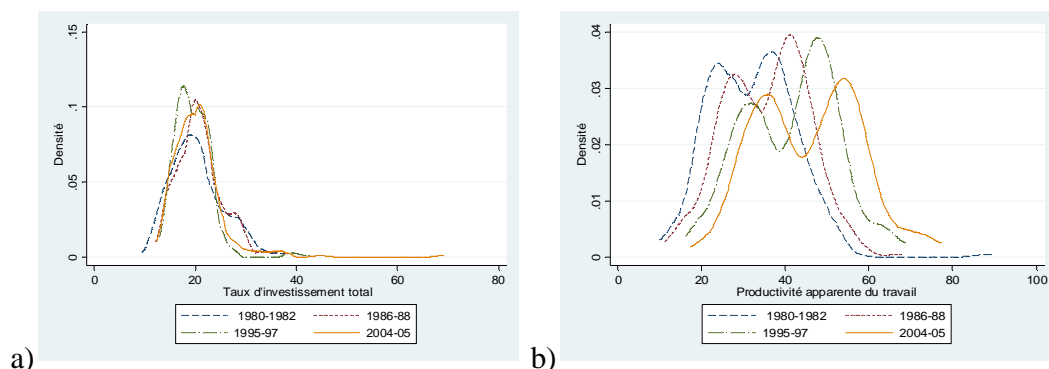 .15
.1
.05
0
Densité
0 20 40 60 80
Taux d'investissement total
1980-1982 1986-88
1995-97 2004-05
a)
.04
.03
.02
.01
0
Densité
20 40 60 80 100
Productivité apparente du travail
1980-1982 1986-88
1995-97 2004-05
b)